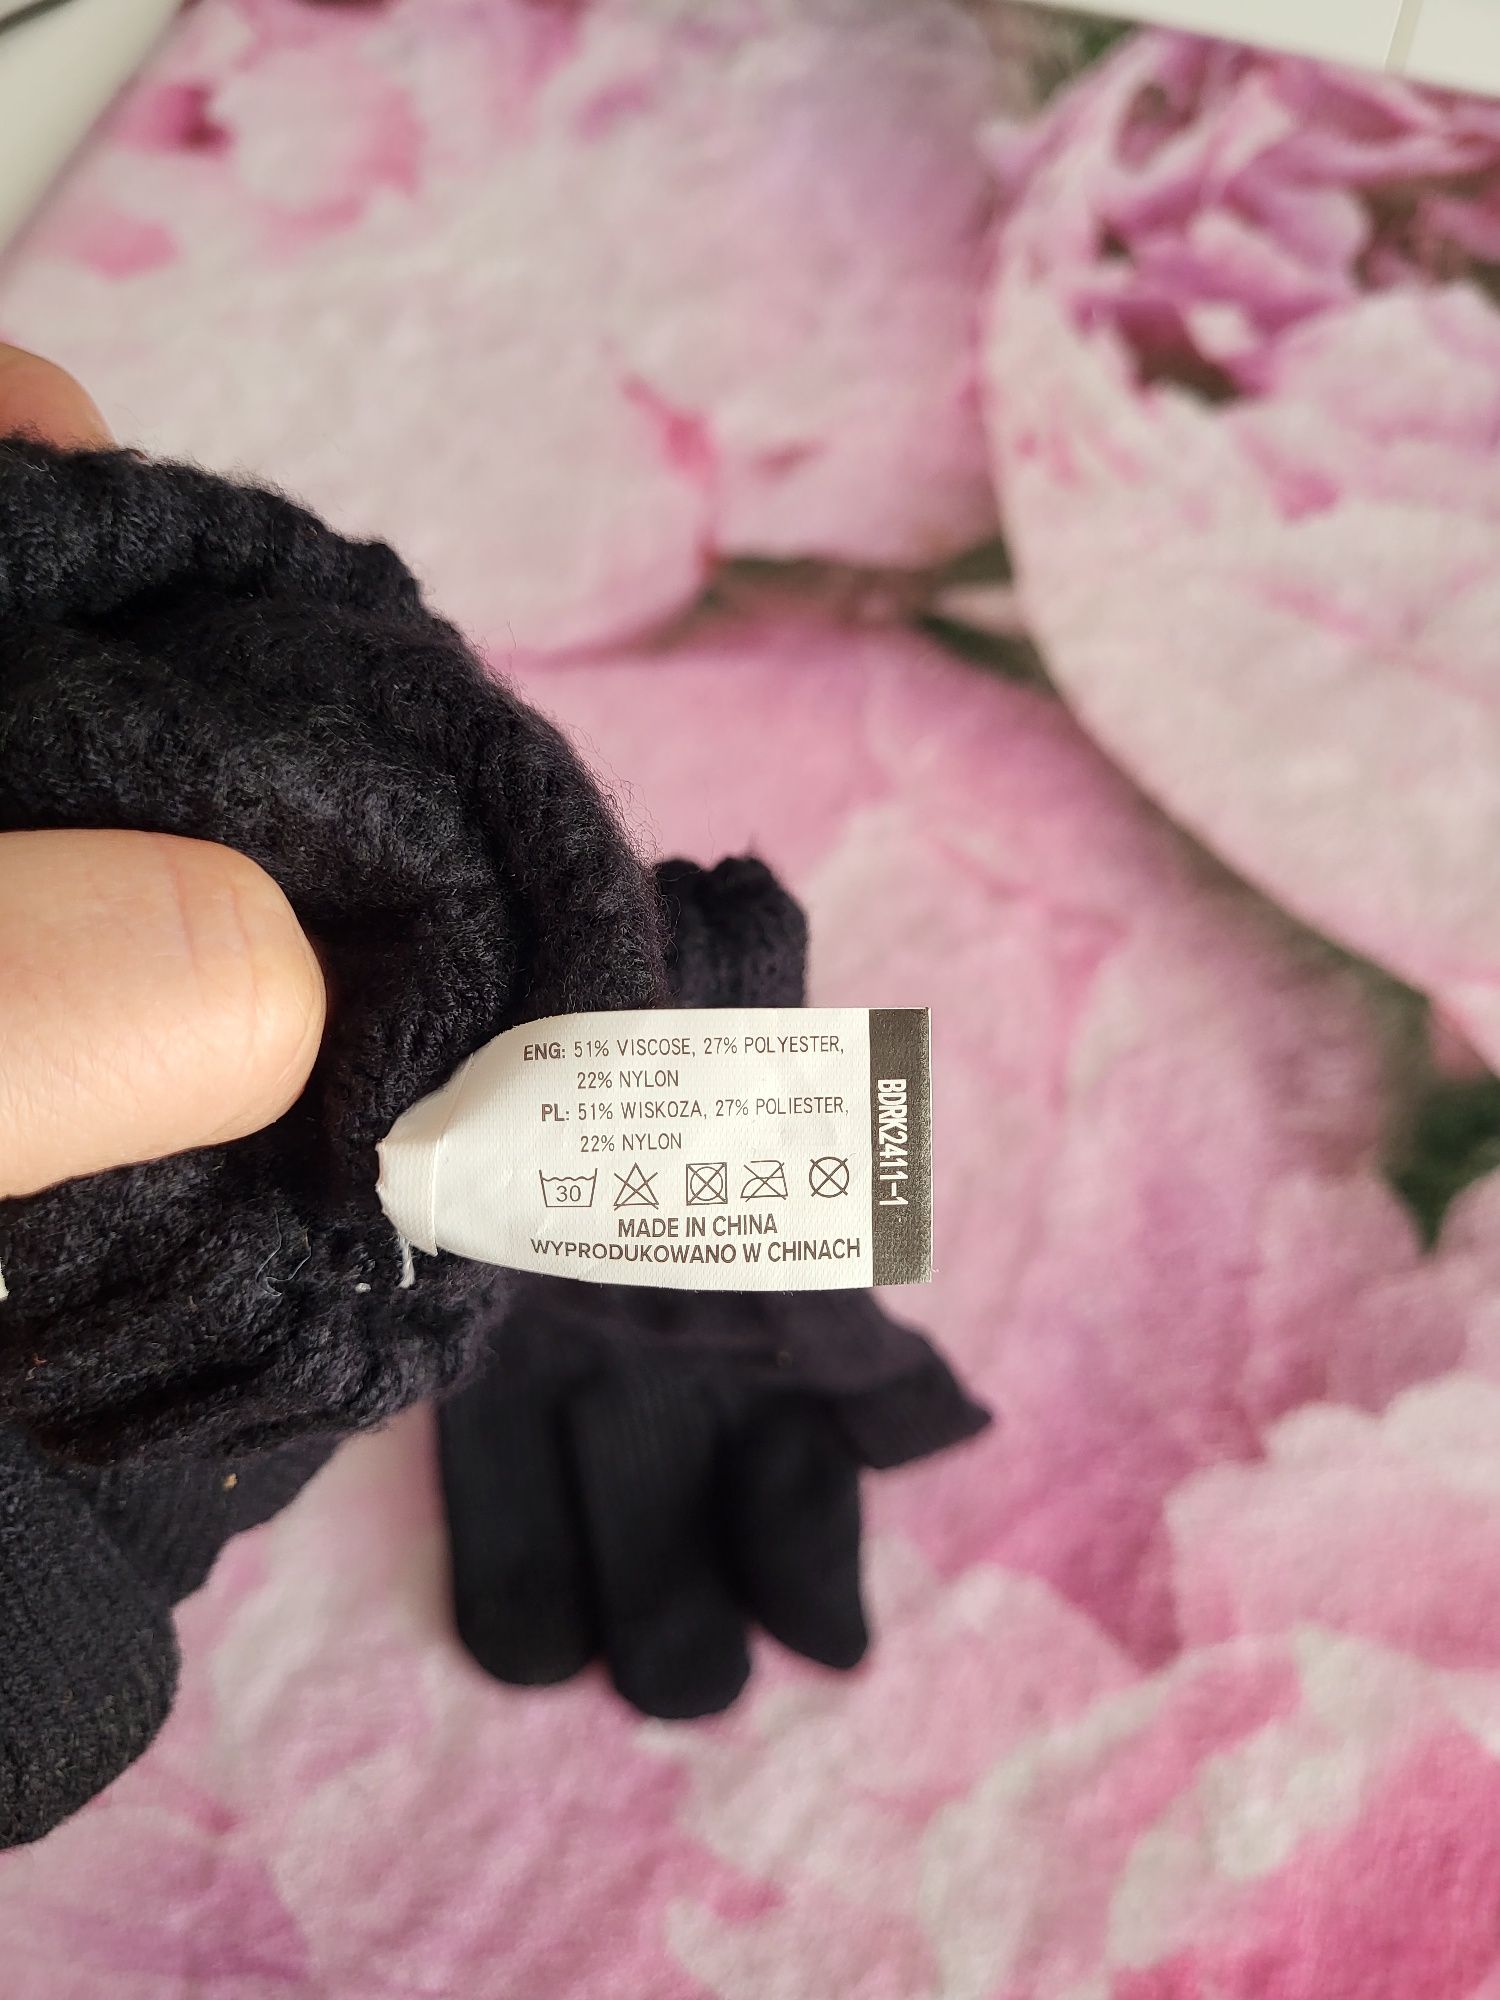 ENG: 51% VISCOSE, 27% POLYESTER,
22% NYLON
PL: 51% WISKOZA, 27% POLIESTER,
22% NYLON
30
MADE IN CHINA
WYPRODUKOWANO W CHINACH
BDRK2411-1